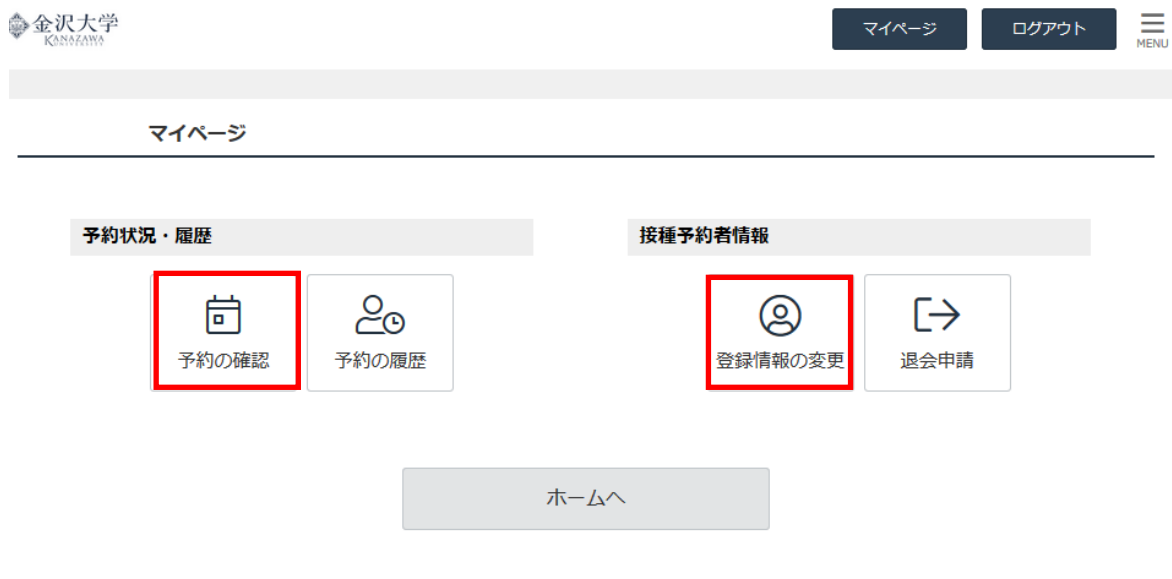 金沢大学
KANAZAWA
UNIVERSITY
マイページ
ログアウト
MENU
マイページ
予約状況・履歴
接種予約者情報
予約の確認
予約の履歴
登録情報の変更
退会申請
ホームへ